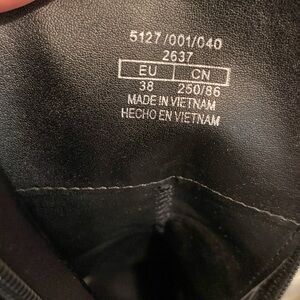 5127/001/040
2637
EU CN
38 250/86
MADE IN VIETNAM
HECHO EN VIETNAM